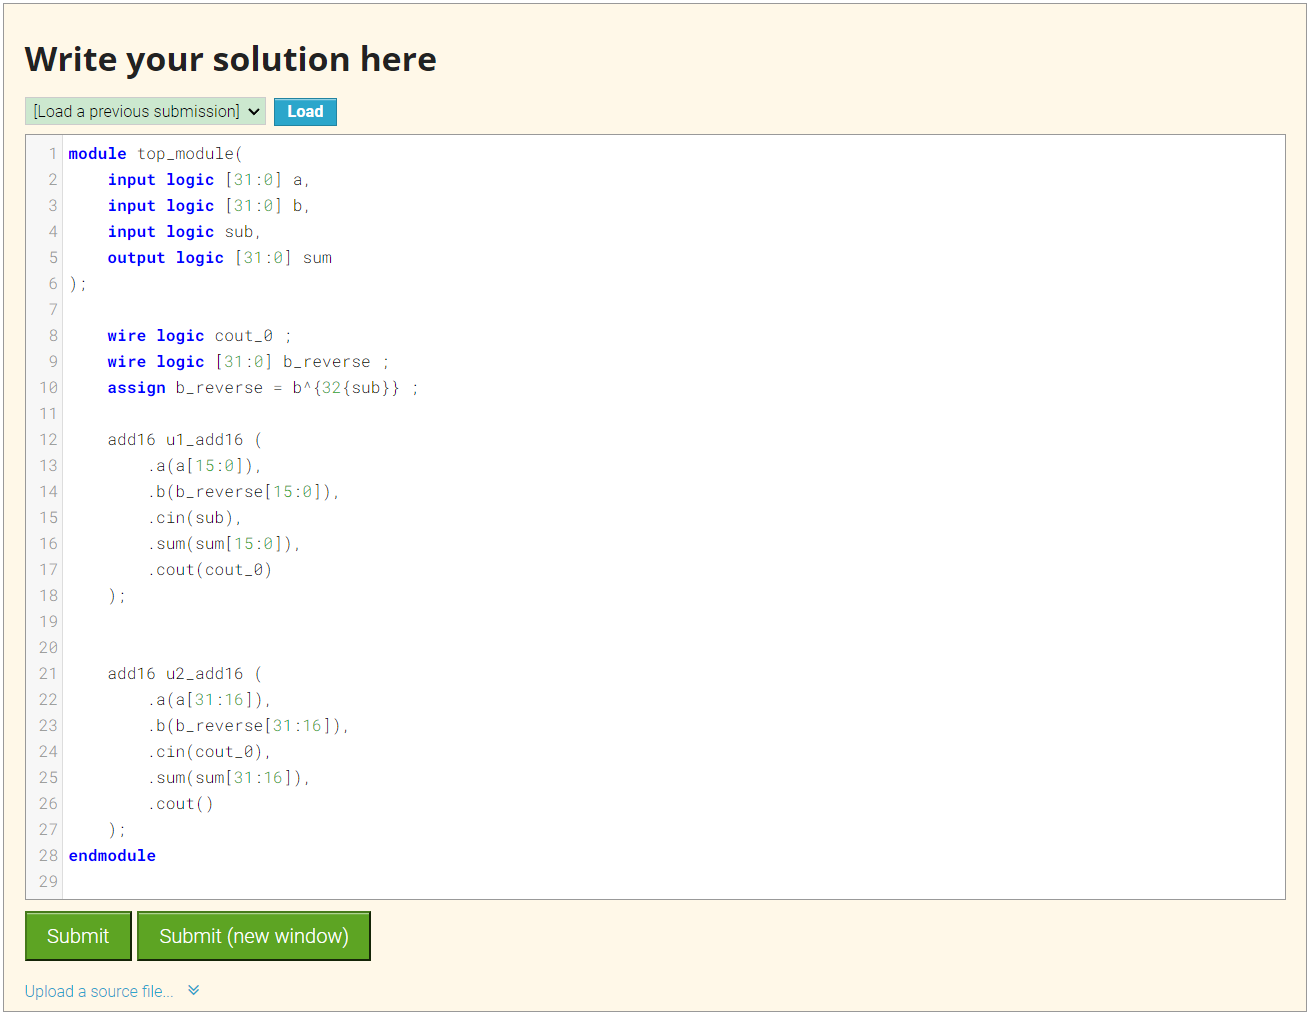 Write your solution here
[Load a previous submission] Load
1 module top_module(
2 input logic [31:0] a,
3 input logic [31:0] b,
4 input logic sub,
5 output logic [31:0] sum
6 );
7
8 wire logic cout_0 ;
9 wire logic [31:0] b_reverse ;
10 assign b_reverse = b^{32{sub}} ;
11
12 add16 u1_add16 (
13 .a(a[15:0]),
14 .b(b_reverse[15:0]),
15 .cin(sub),
16 .sum(sum[15:0]),
17 .cout(cout_0)
18 );
19
20
21 add16 u2_add16 (
22 .a(a[31:16]),
23 .b(b_reverse[31:16]),
24 .cin(cout_0),
25 .sum(sum[31:16]),
26 .cout()
27 );
28 endmodule
29
Submit Submit (new window)
Upload a source file...